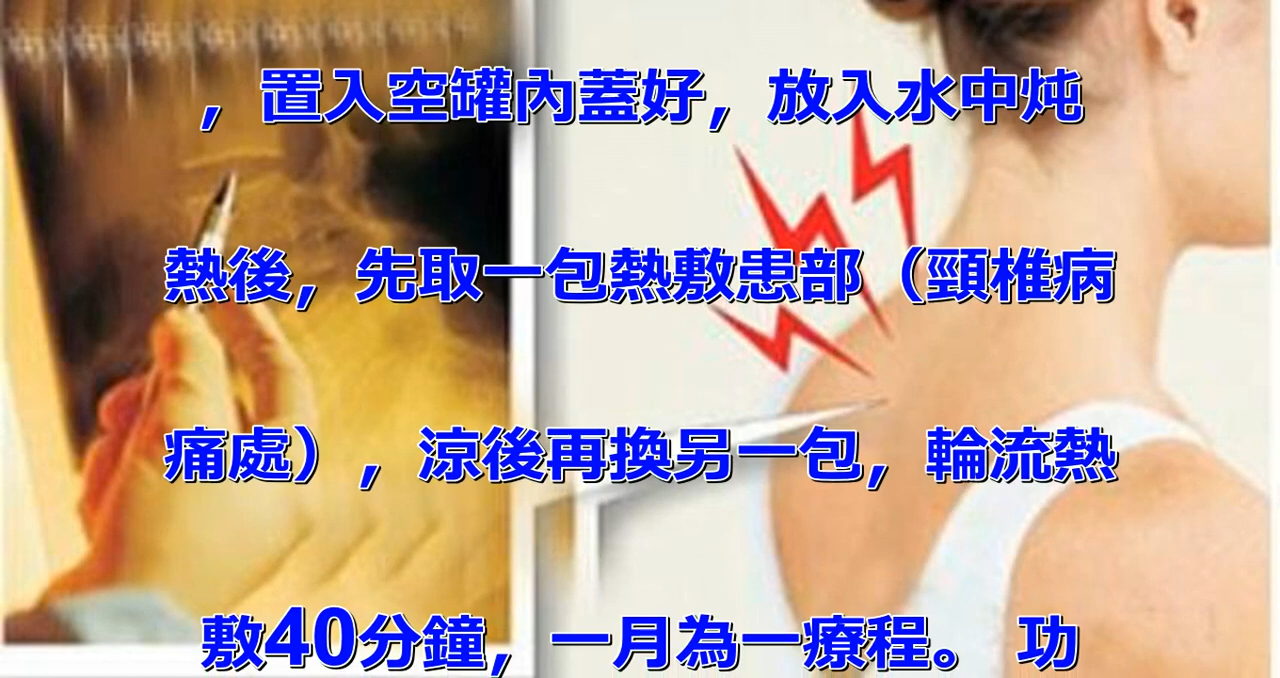 ，置入空罐內蓋好，放入水中炖
熱後，先取一包熱敷患部（頸椎病
痛處），涼後再換另一包，輪流熱
敷40分鐘，一月為一療程。 功